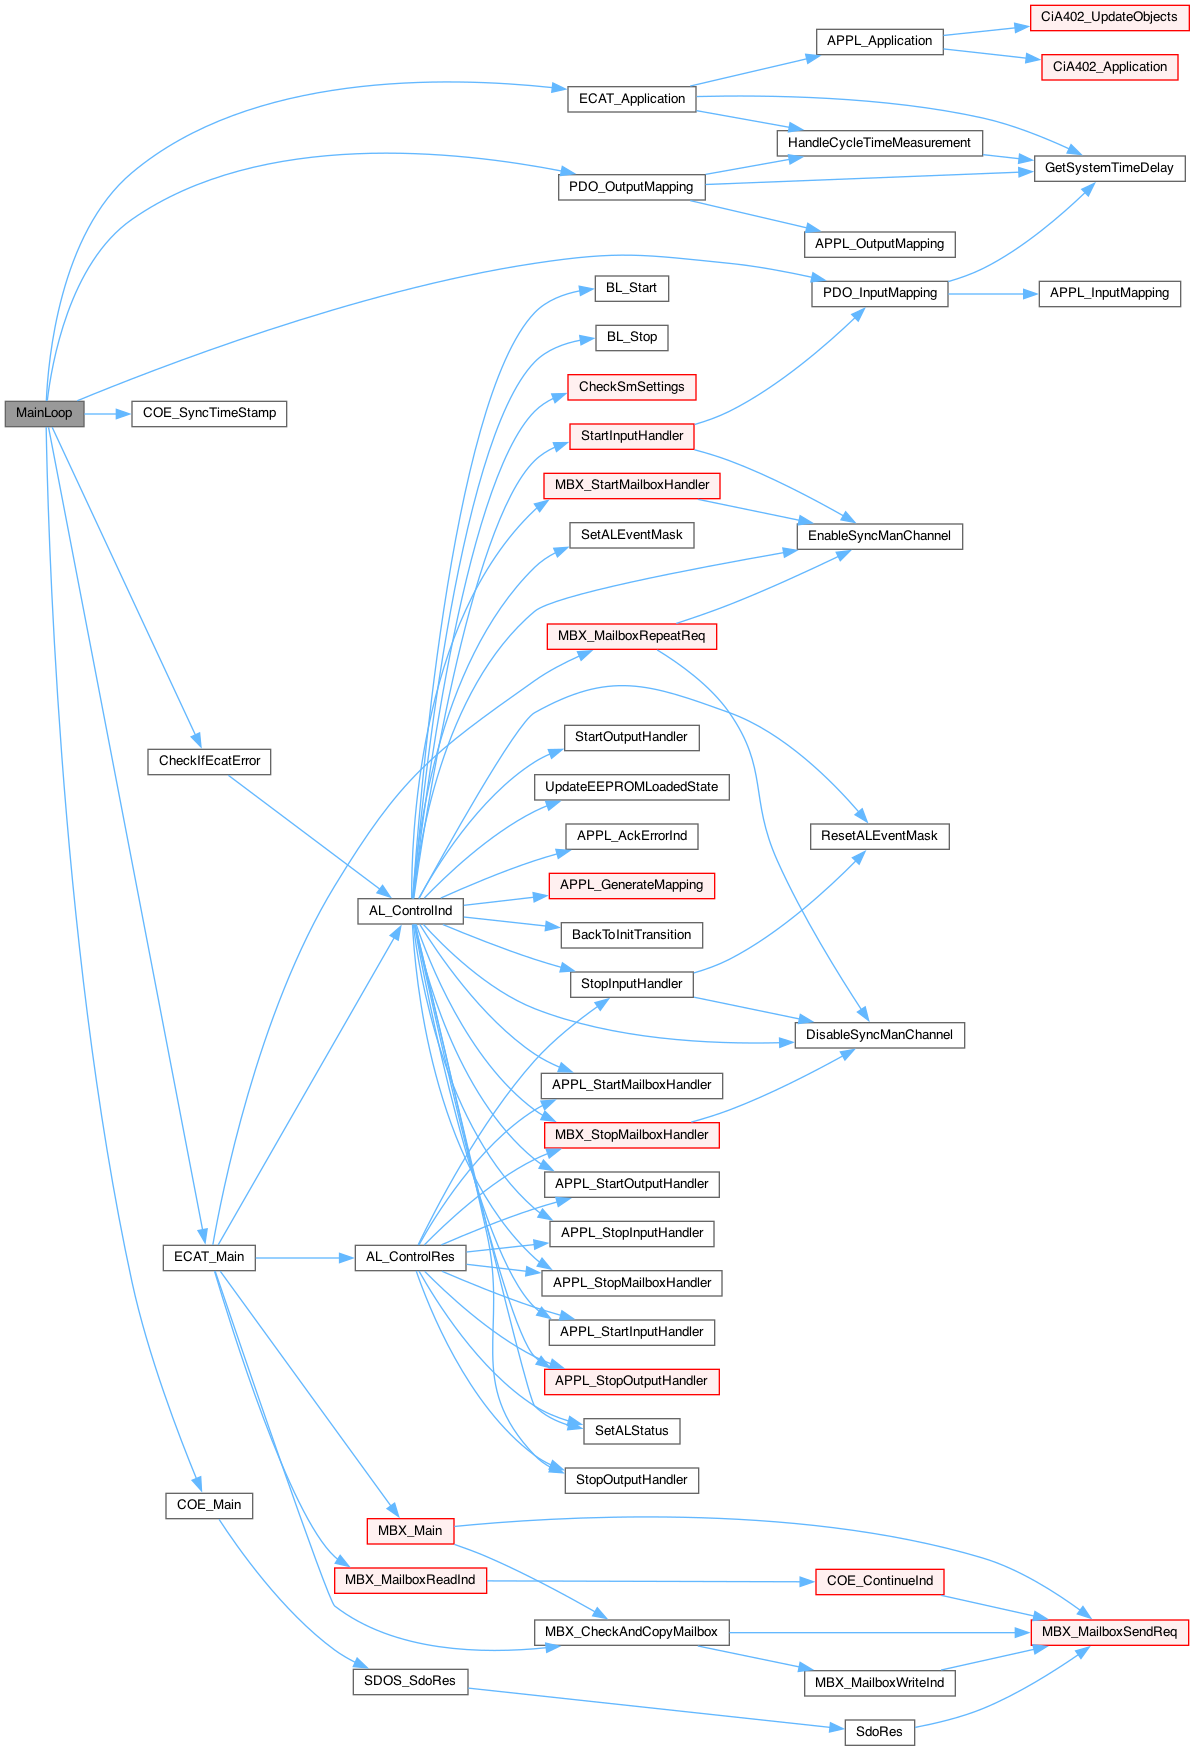 CiA402_UpdateObjects
APPL_Application
CiA402_Application
ECAT_Application
HandleCycleTimeMeasurement
GetSystemTimeDelay
PDO_OutputMapping
APPL_OutputMapping
BL_Start
PDO_InputMapping
APPL_InputMapping
BL_Stop
CheckSmSettings
MainLoop
COE_SyncTimeStamp
StartInputHandler
MBX_StartMailboxHandler
SetALEventMask
EnableSyncManChannel
MBX_MailboxRepeatReq
StartOutputHandler
CheckIfEcatError
UpdateEEPROMLoadedState
APPL_AckErrorInd
ResetALEventMask
APPL_GenerateMapping
AL_ControlInd
BackToInitTransition
StopInputHandler
DisableSyncManChannel
APPL_StartMailboxHandler
MBX_StopMailboxHandler
APPL_StartOutputHandler
APPL_StopInputHandler
ECAT_Main
AL_ControlRes
APPL_StopMailboxHandler
APPL_StartInputHandler
APPL_StopOutputHandler
SetALStatus
StopOutputHandler
COE_Main
MBX_Main
MBX_MailboxReadInd
COE_ContinueInd
MBX_CheckAndCopyMailbox
MBX_MailboxSendReq
SDOS_SdoRes
MBX_MailboxWriteInd
SdoRes